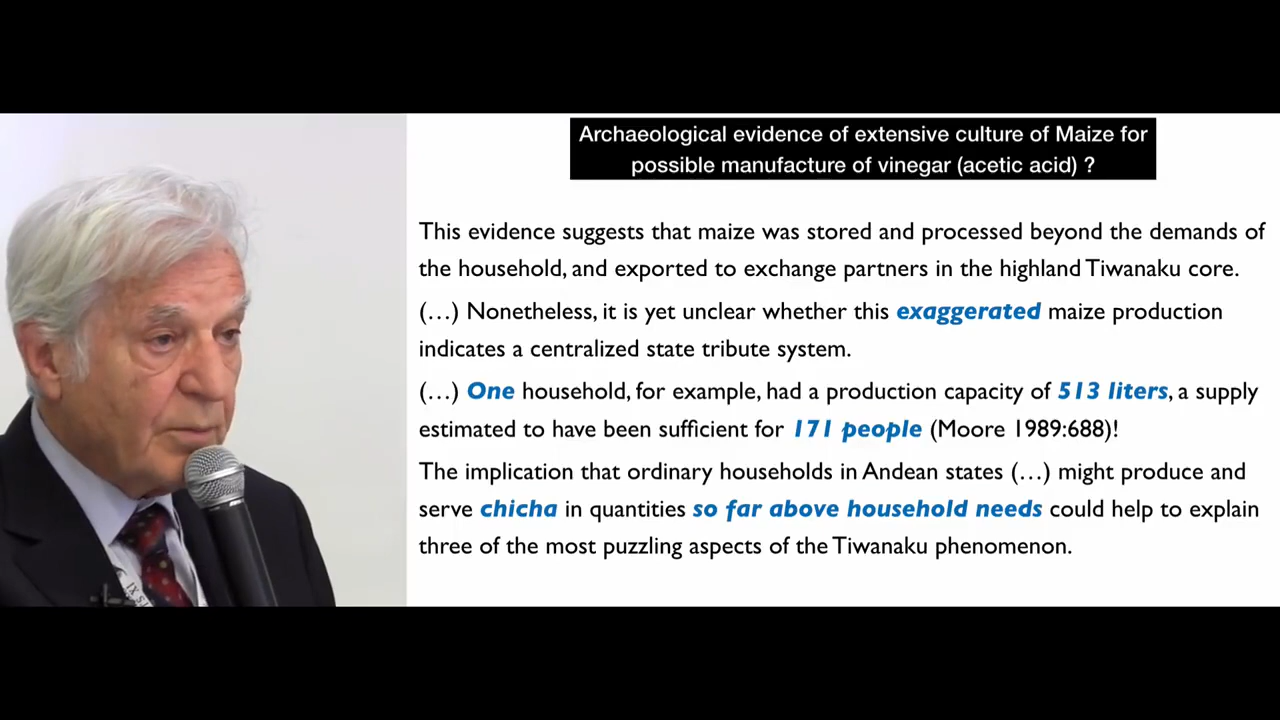 Archaeological evidence of extensive culture of Maize for
possible manufacture of vinegar (acetic acid) ?
This evidence suggests that maize was stored and processed beyond the demands of
the household, and exported to exchange partners in the highland Tiwanaku core.
(…) Nonetheless, it is yet unclear whether this exaggerated maize production
indicates a centralized state tribute system.
(…) One household, for example, had a production capacity of 513 liters, a supply
estimated to have been sufficient for 171 people (Moore 1989:688)!
The implication that ordinary households in Andean states (…) might produce and
serve chicha in quantities so far above household needs could help to explain
three of the most puzzling aspects of the Tiwanaku phenomenon.